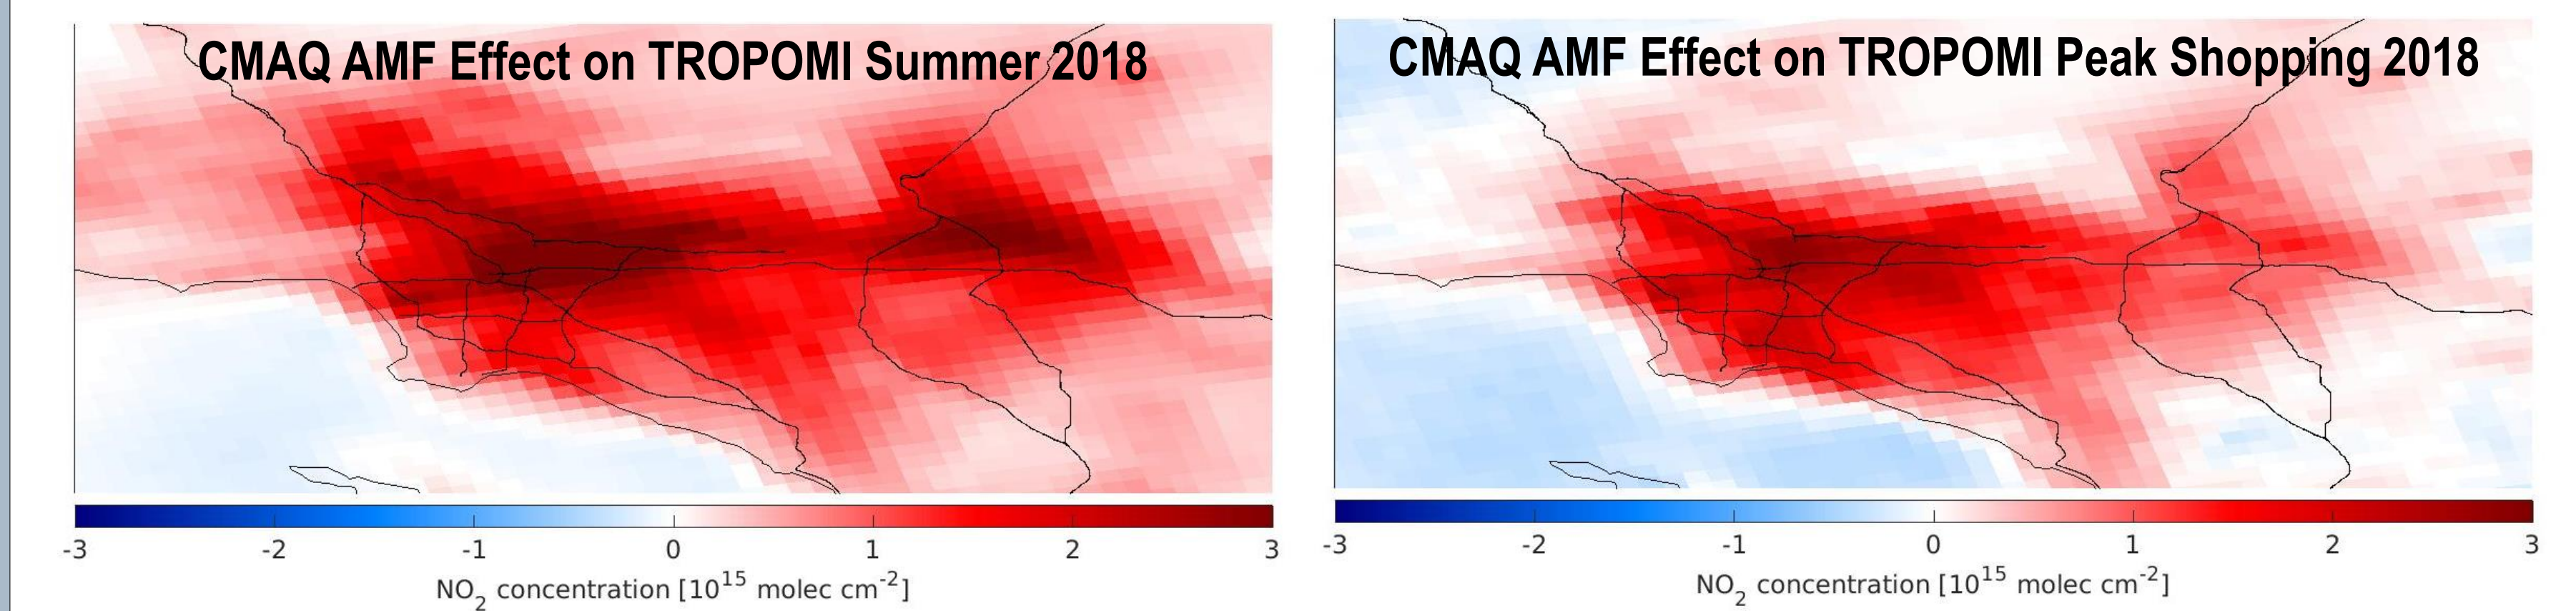 CMAQ AMF Effect on TROPOMI Summer 2018
-3 -2 -1 0 1 2 3
NO2 concentration [10^15 molec cm^-2]
CMAQ AMF Effect on TROPOMI Peak Shopping 2018
-3 -2 -1 0 1 2 3
NO2 concentration [10^15 molec cm^-2]